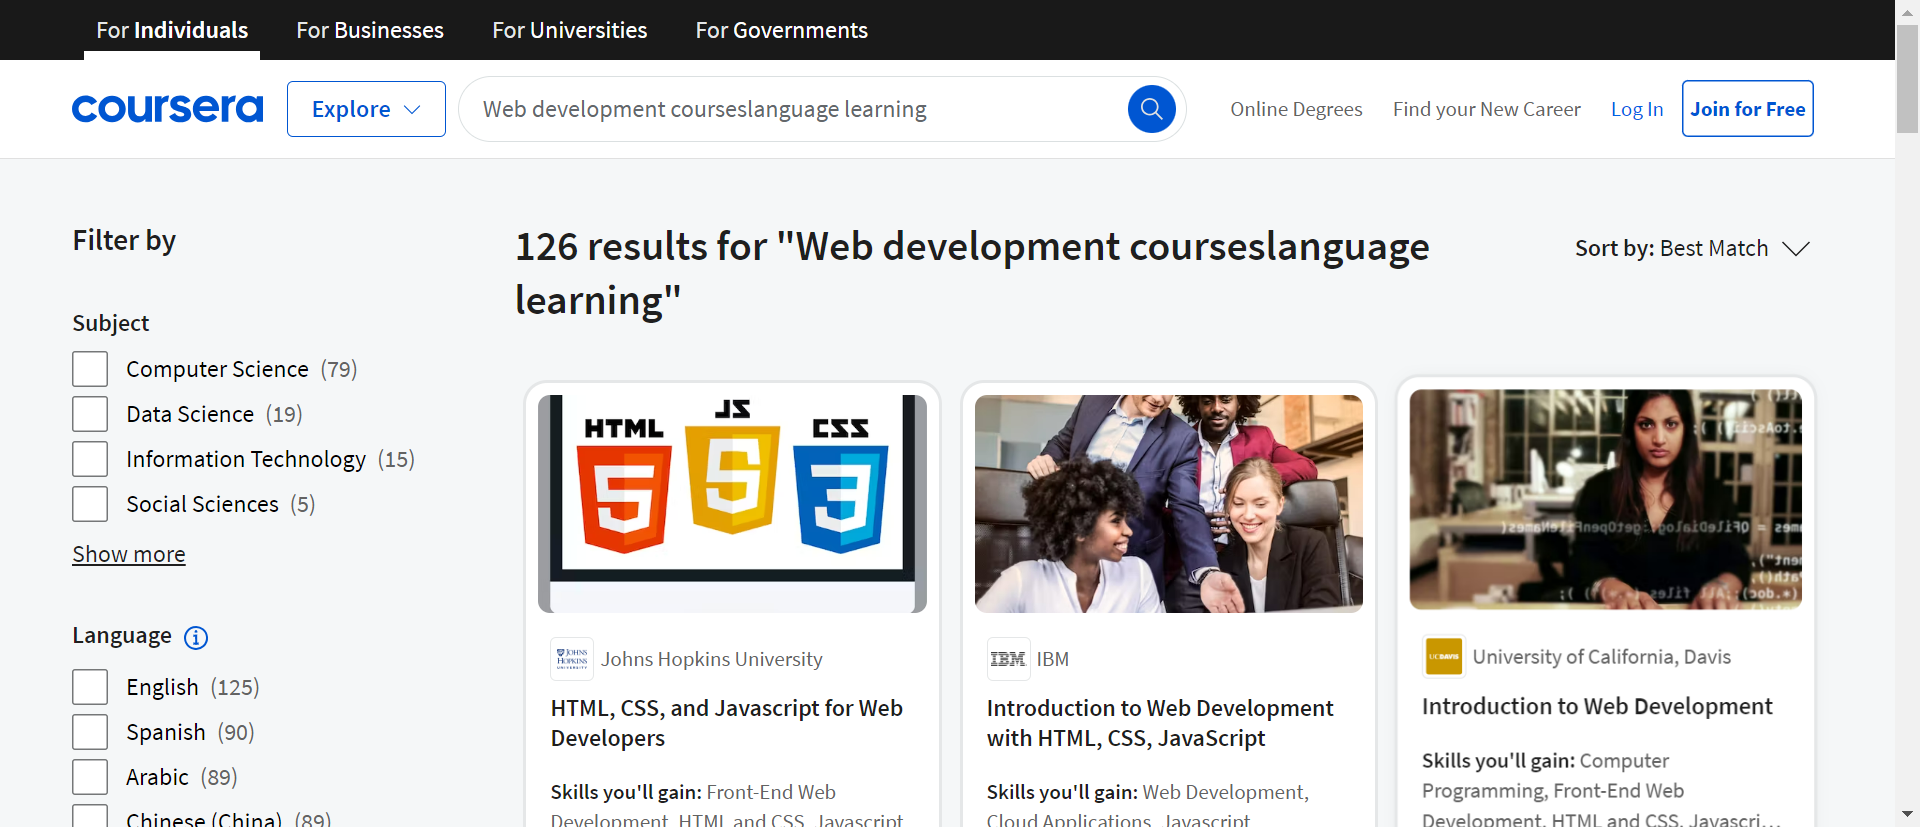 For Individuals
For Businesses
For Universities
For Governments
coursera
Explore
Web development courseslanguage learning
Online Degrees
Find your New Career
Log In
Join for Free
Filter by
126 results for "Web development courseslanguage
learning"
Sort by: Best Match
Subject
Computer Science (79)
Data Science (19)
Information Technology (15)
Social Sciences (5)
Show more
Language
English (125)
Spanish (90)
Arabic (89)
Chinese (China) (89)
HTML
JS
CSS
JOHNS
HOPKINS
UNIVERSITY
Johns Hopkins University
HTML, CSS, and Javascript for Web
Developers
Skills you'll gain: Front-End Web
Development, HTML and CSS, Javascript
IBM
IBM
Introduction to Web Development
with HTML, CSS, JavaScript
Skills you'll gain: Web Development,
Cloud Applications, Javascript
UCDAVIS
University of California, Davis
Introduction to Web Development
Skills you'll gain: Computer
Programming, Front-End Web
Development, HTML and CSS, Javascri...